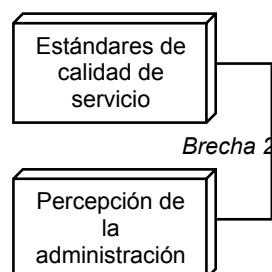 Estándares de
calidad de
servicio
Brecha 2
Percepción de
la
administración